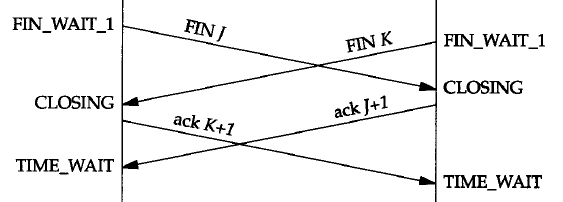 FIN_WAIT_1
FIN J
FIN K
FIN_WAIT_1
CLOSING
CLOSING
ack K+1
ack J+1
TIME_WAIT
TIME_WAIT